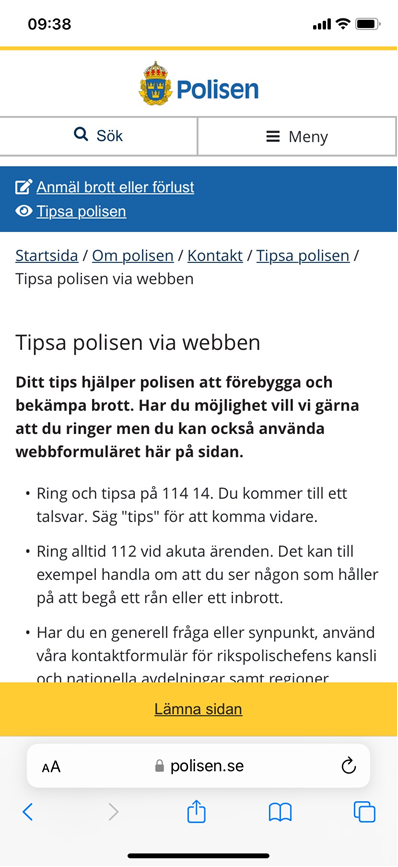 09:38
Polisen
Sök
Meny
Anmäl brott eller förlust
Tipsa polisen
Startsida / Om polisen / Kontakt / Tipsa polisen /
Tipsa polisen via webben
Tipsa polisen via webben
Ditt tips hjälper polisen att förebygga och
bekämpa brott. Har du möjlighet vill vi gärna
att du ringer men du kan också använda
webbformuläret här på sidan.
• Ring och tipsa på 114 14. Du kommer till ett
talsvar. Säg "tips" för att komma vidare.
• Ring alltid 112 vid akuta ärenden. Det kan till
exempel handla om att du ser någon som håller
på att begå ett rån eller ett inbrott.
• Har du en generell fråga eller synpunkt, använd
våra kontaktformulär för rikspolischefens kansli
och nationella avdelningar samt regioner
Lämna sidan
AA
polisen.se